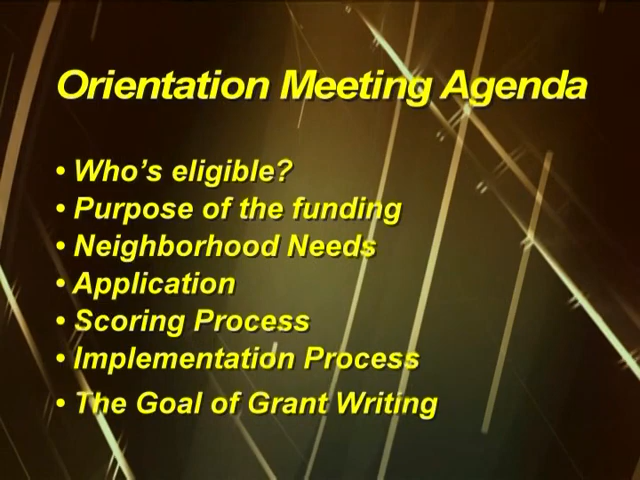 Orientation Meeting Agenda
• Who’s eligible?
• Purpose of the funding
• Neighborhood Needs
• Application
• Scoring Process
• Implementation Process
• The Goal of Grant Writing